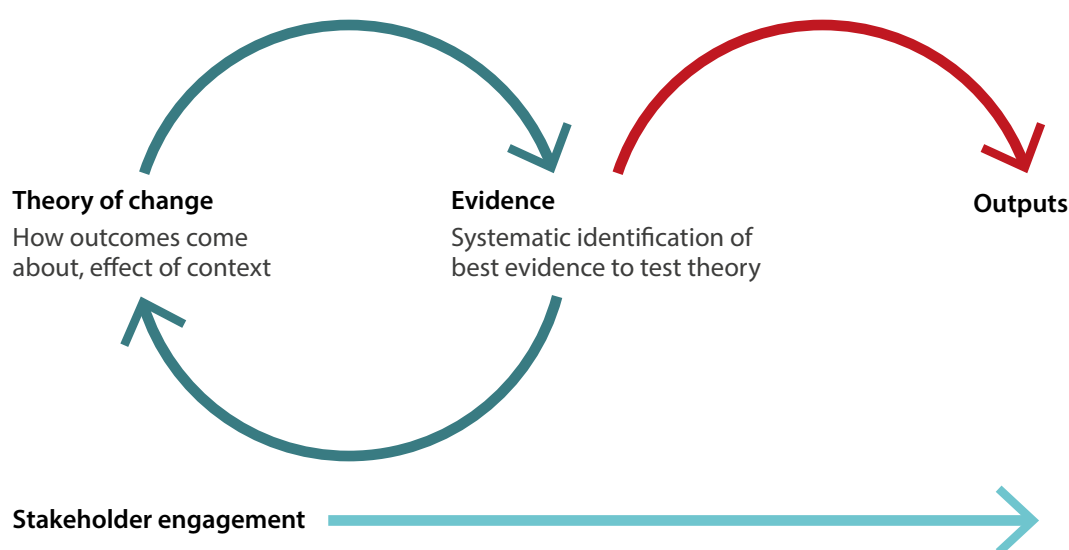 Theory of change
How outcomes come
about, effect of context
Evidence
Systematic identification of
best evidence to test theory
Outputs
Stakeholder engagement